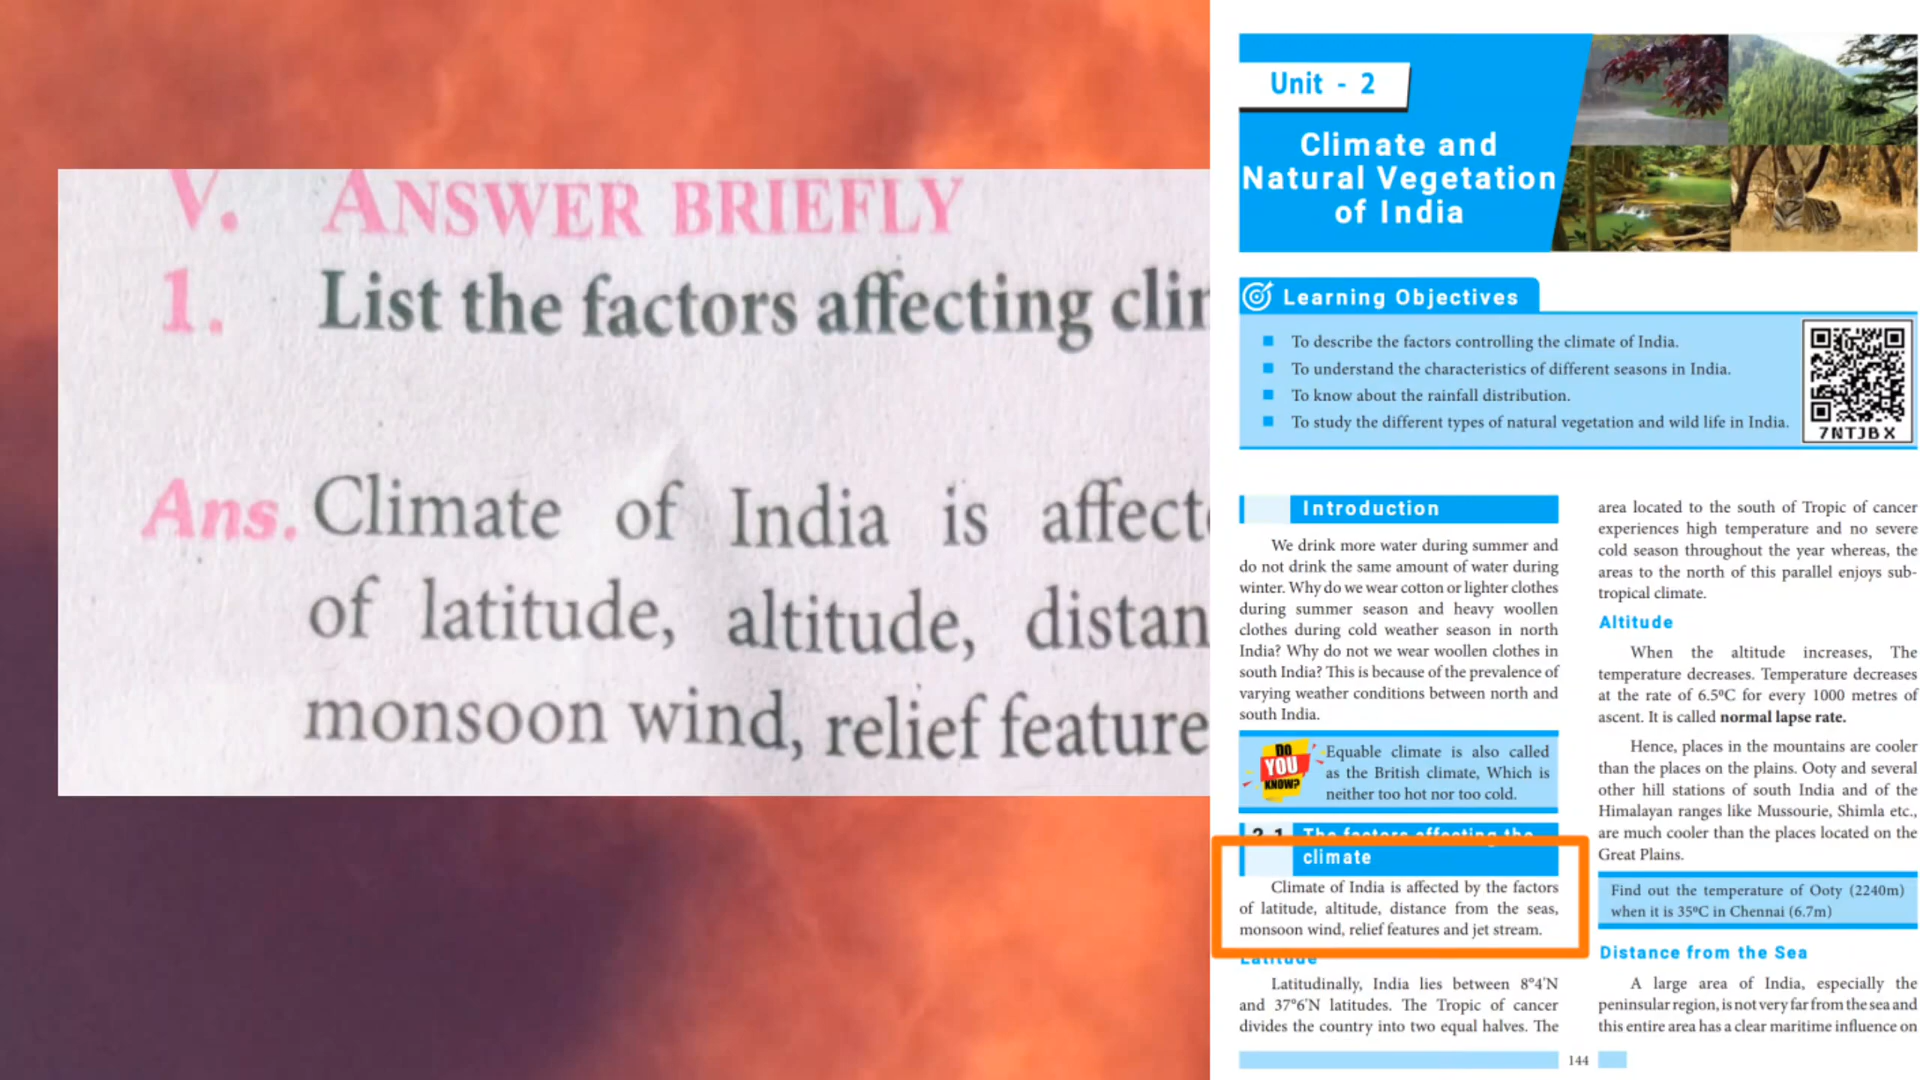 V. ANSWER BRIEFLY
1. List the factors affecting
Ans. Climate of India is
of latitude, altitude,
monsoon wind, relief
Unit - 2
Climate and
Natural Vegetation
of India
Learning Objectives
To describe the factors controlling the climate of India.
To understand the characteristics of different seasons in India.
To know about the rainfall distribution.
To study the different types of natural vegetation and wild life in India.
7NTJBX
Introduction
We drink more water during summer and
do not drink the same amount of water during
winter. Why do we wear cotton or lighter clothes
during summer season and heavy woollen
clothes during cold weather season in north
India? Why do not we wear woollen clothes in
south India? This is because of the prevalence of
varying weather conditions between north and
south India.
DO
YOU
KNOW?
Equable climate is also called
as the British climate, Which is
neither too hot nor too cold.
2.1 The factors affecting the
climate
Climate of India is affected by the factors
of latitude, altitude, distance from the seas,
monsoon wind, relief features and jet stream.
Latitude
Latitudinally, India lies between 8°4'N
and 37°6'N latitudes. The Tropic of cancer
divides the country into two equal halves. The
area located to the south of Tropic of cancer
experiences high temperature and no severe
cold season throughout the year whereas, the
areas to the north of this parallel enjoys sub-
tropical climate.
Altitude
When the altitude increases, The
temperature decreases. Temperature decreases
at the rate of 6.5ºC for every 1000 metres of
ascent. It is called normal lapse rate.
Hence, places in the mountains are cooler
than the places on the plains. Ooty and several
other hill stations of south India and of the
Himalayan ranges like Mussourie, Shimla etc.,
are much cooler than the places located on the
Great Plains.
Find out the temperature of Ooty (2240m)
when it is 35ºC in Chennai (6.7m)
Distance from the Sea
A large area of India, especially the
peninsular region, is not very far from the sea and
this entire area has a clear maritime influence on
144